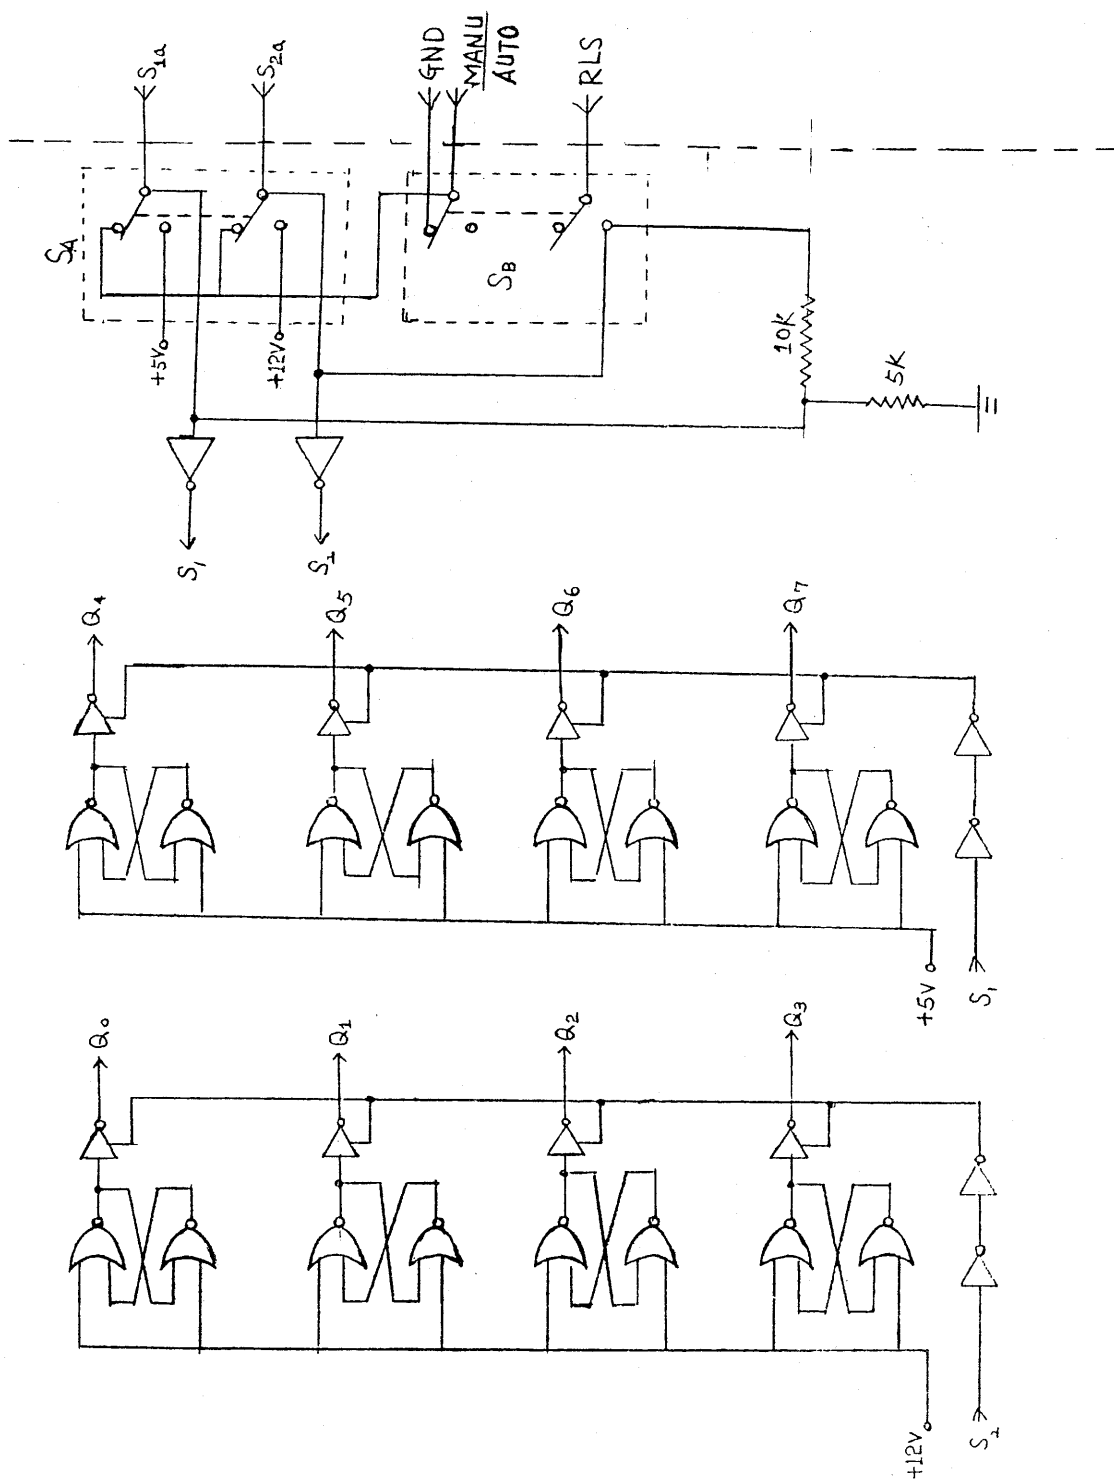 S1a
S2a
GND
MANU
AUTO
RLS
SA
SB
+5V
+12V
10K
5K
S1
S2
Q4
Q5
Q6
Q7
+5V
S1
Q0
Q1
Q2
Q3
+12V
S2